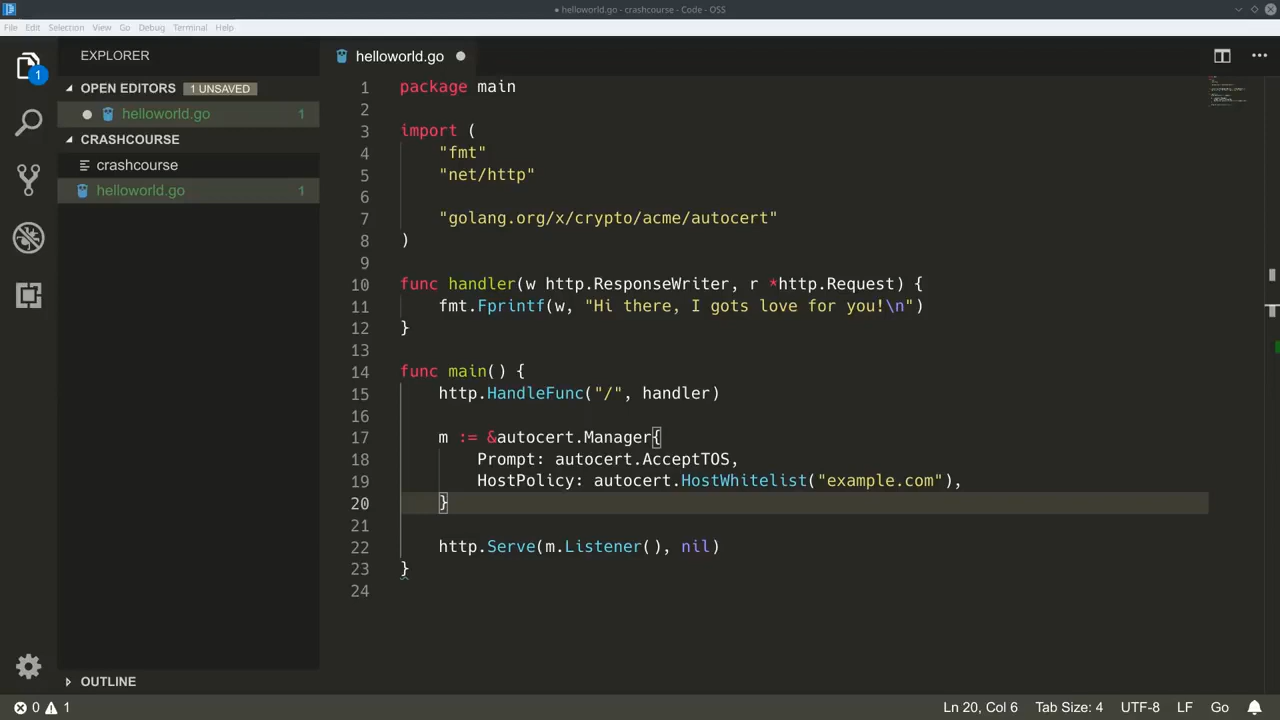 ● helloworld.go - crashcourse - Code - OSS
File Edit Selection View Go Debug Terminal Help
EXPLORER
OPEN EDITORS 1 UNSAVED
helloworld.go 1
CRASHCOURSE
crashcourse
helloworld.go 1
OUTLINE
1
helloworld.go
1 package main
2
3 import (
4 "fmt"
5 "net/http"
6
7 "golang.org/x/crypto/acme/autocert"
8 )
9
10 func handler(w http.ResponseWriter, r *http.Request) {
11 fmt.Fprintf(w, "Hi there, I gots love for you!\n")
12 }
13
14 func main() {
15 http.HandleFunc("/", handler)
16
17 m := &autocert.Manager{
18 Prompt: autocert.AcceptTOS,
19 HostPolicy: autocert.HostWhitelist("example.com"),
20 }
21
22 http.Serve(m.Listener(), nil)
23 }
24
0 1 Ln 20, Col 6 Tab Size: 4 UTF-8 LF Go